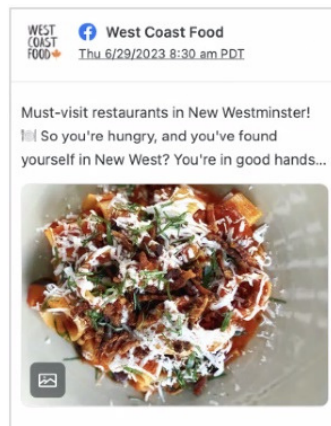 WEST
COAST
FOOD
West Coast Food
Thu 6/29/2023 8:30 am PDT
Must-visit restaurants in New Westminster!
🍽 So you're hungry, and you've found
yourself in New West? You're in good hands...